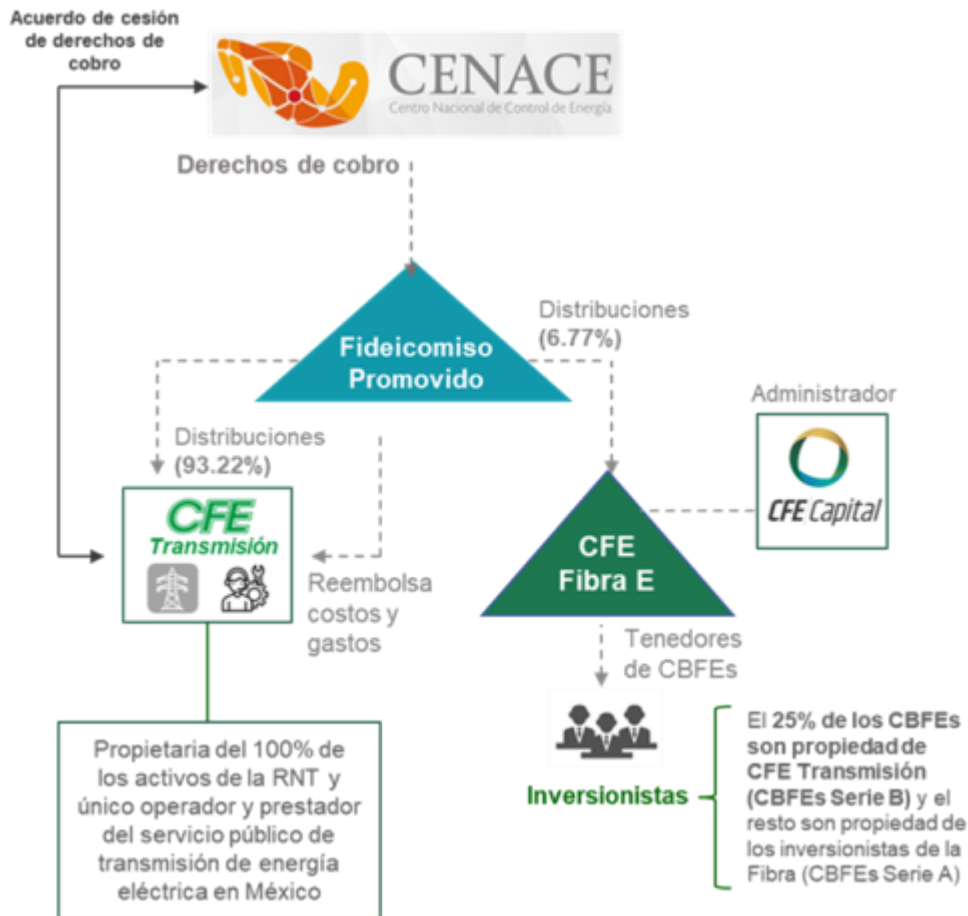 Acuerdo de cesión
de derechos de
cobro
CENACE
Centro Nacional de Control de Energía
Derechos de cobro
Fideicomiso
Promovido
Distribuciones
(6.77%)
Distribuciones
(93.22%)
Administrador
CFE Capital
CFE
Transmisión
Reembolsa
costos y
gastos
CFE
Fibra E
Tenedores
de CBFEs
Inversionistas
El 25% de los CBFEs
son propiedad de
CFE Transmisión
(CBFEs Serie B) y el
resto son propiedad de
los inversionistas de la
Fibra (CBFEs Serie A)
Propietaria del 100% de
los activos de la RNT y
único operador y prestador
del servicio público de
transmisión de energía
eléctrica en México